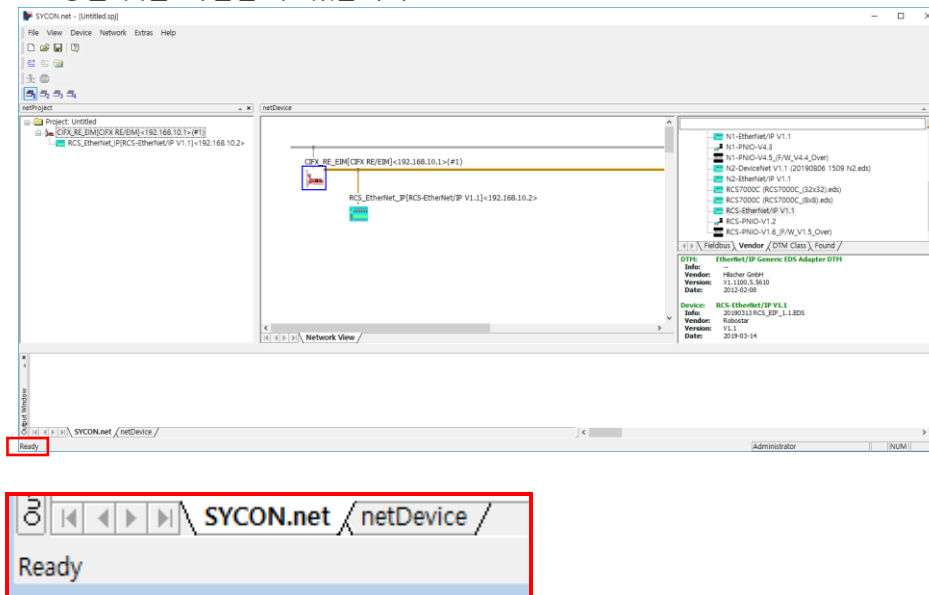 SYCON.net - [Untitled.spj]
File View Device Network Extras Help
netProject
netDevice
Project: Untitled
CIFX_RE_EIM[CIFX RE/EIM]<192.168.10.1>(#1)
RCS_EtherNet_IP[RCS-EtherNet/IP V1.1]<192.168.10.2>
CIFX_RE_EIM[CIFX RE/EIM]<192.168.10.1>(#1)
RCS_EtherNet_IP[RCS-EtherNet/IP V1.1]<192.168.10.2>
Network View
N1-EtherNet/IP V1.1
N1-PNIO-V4.3
N1-PNIO-V4.5_(F/W_V4.4_Over)
N2-DeviceNet V1.1 (20190806 1509 N2.eds)
N2-EtherNet/IP V1.1
RCS7000C (RCS7000C_(32x32).eds)
RCS7000C (RCS7000C_(8x8).eds)
RCS-EtherNet/IP V1.1
RCS-PNIO-V1.2
RCS-PNIO-V1.6_(F/W_V1.5_Over)
Fieldbus Vendor DTM Class Found
DTM: EtherNet/IP Generic EDS Adapter DTM
Info: --
Vendor: Hilscher GmbH
Version: V1.1100.5.5610
Date: 2012-02-08
Device: RCS-EtherNet/IP V1.1
Info: 20190313 RCS_EIP_1.1.EDS
Vendor: Robostar
Version: V1.1
Date: 2019-03-14
Output Window
SYCON.net netDevice
Ready
Administrator
NUM
Ou
SYCON.net netDevice
Ready